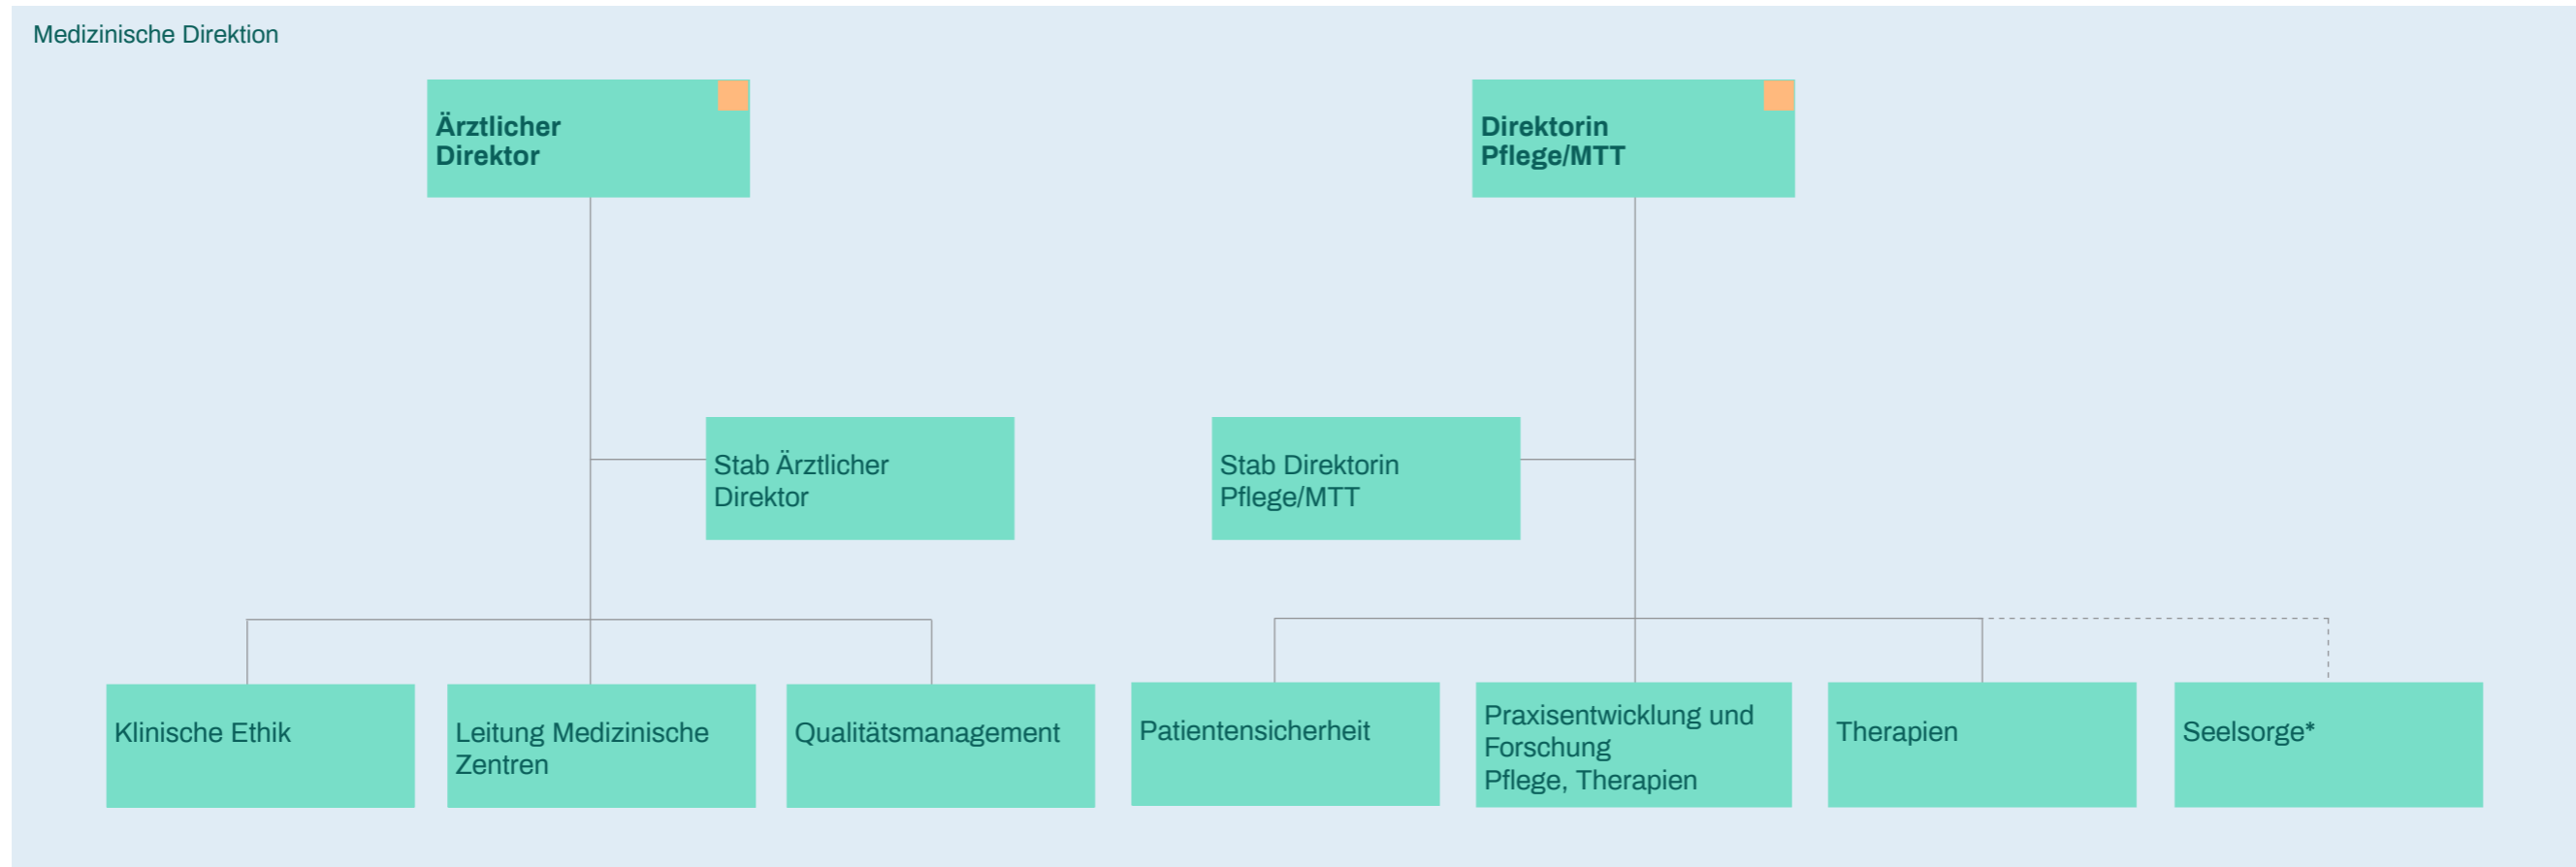 Medizinische Direktion
Ärztlicher
Direktor
Direktorin
Pflege/MTT
Stab Ärztlicher
Direktor
Stab Direktorin
Pflege/MTT
Klinische Ethik
Leitung Medizinische
Zentren
Qualitätsmanagement
Patientensicherheit
Praxisentwicklung und
Forschung
Pflege, Therapien
Therapien
Seelsorge*